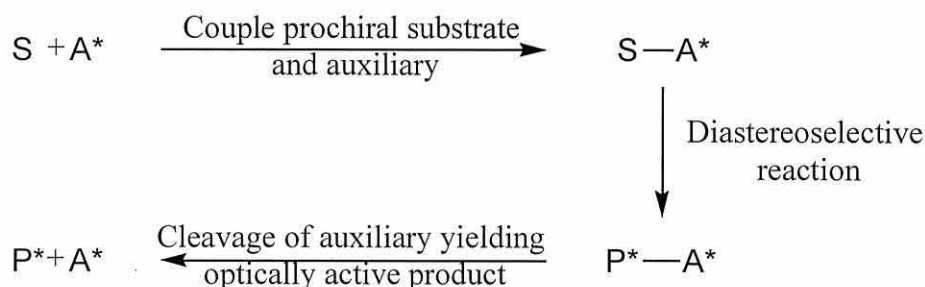 S + A* Couple prochiral substrate and auxiliary S—A*
Diastereoselective
reaction
P* + A* Cleavage of auxiliary yielding optically active product P*—A*